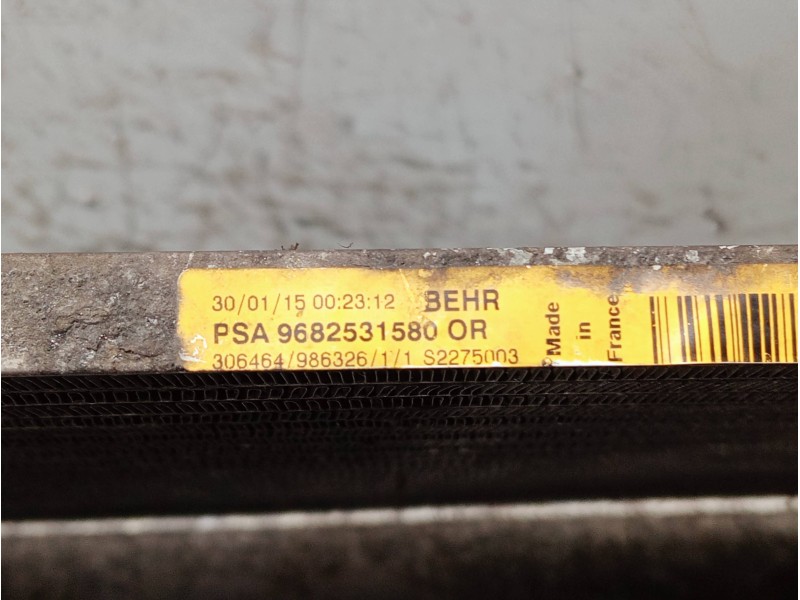 30/01/15 00:23:12 BEHR
PSA 9682531580 OR
306464/986326/1/1 S2275003
Made
in
France